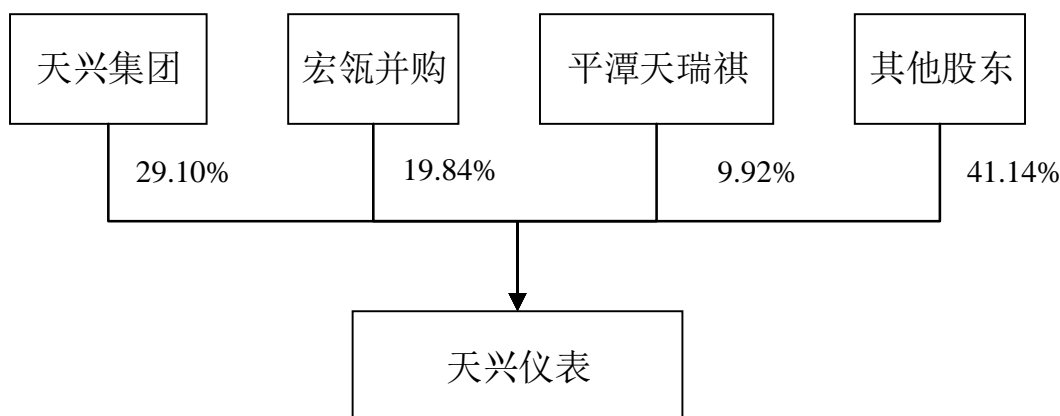 天兴集团
宏瓴并购
平潭天瑞祺
其他股东
29.10%
19.84%
9.92%
41.14%
天兴仪表